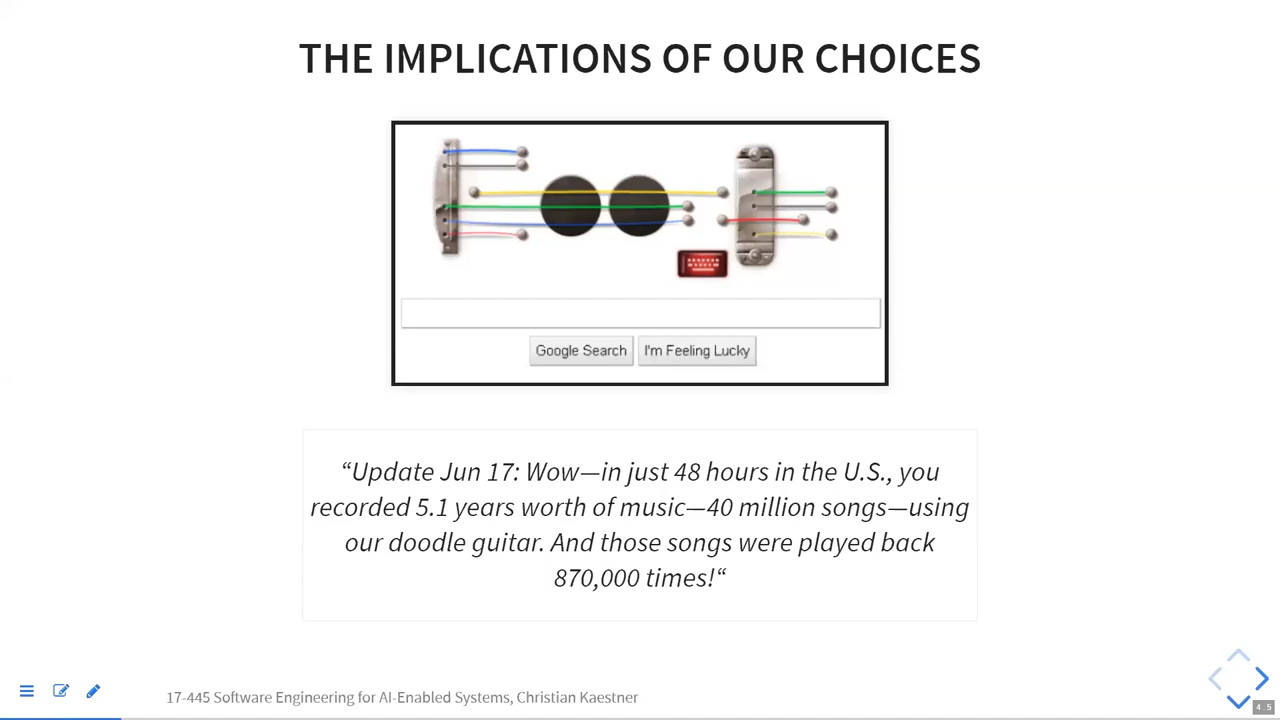 THE IMPLICATIONS OF OUR CHOICES
Google Search
I'm Feeling Lucky
“Update Jun 17: Wow—in just 48 hours in the U.S., you
recorded 5.1 years worth of music—40 million songs—using
our doodle guitar. And those songs were played back
870,000 times!“
17-445 Software Engineering for AI-Enabled Systems, Christian Kaestner
4.5